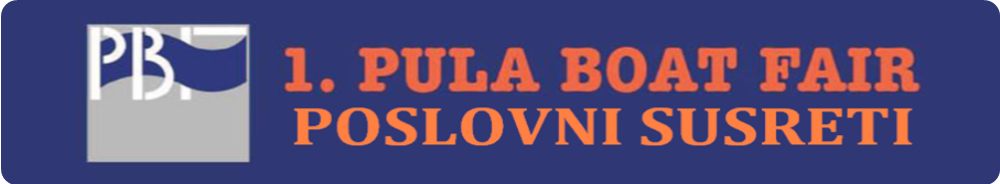 PBF
1. PULA BOAT FAIR
POSLOVNI SUSRETI